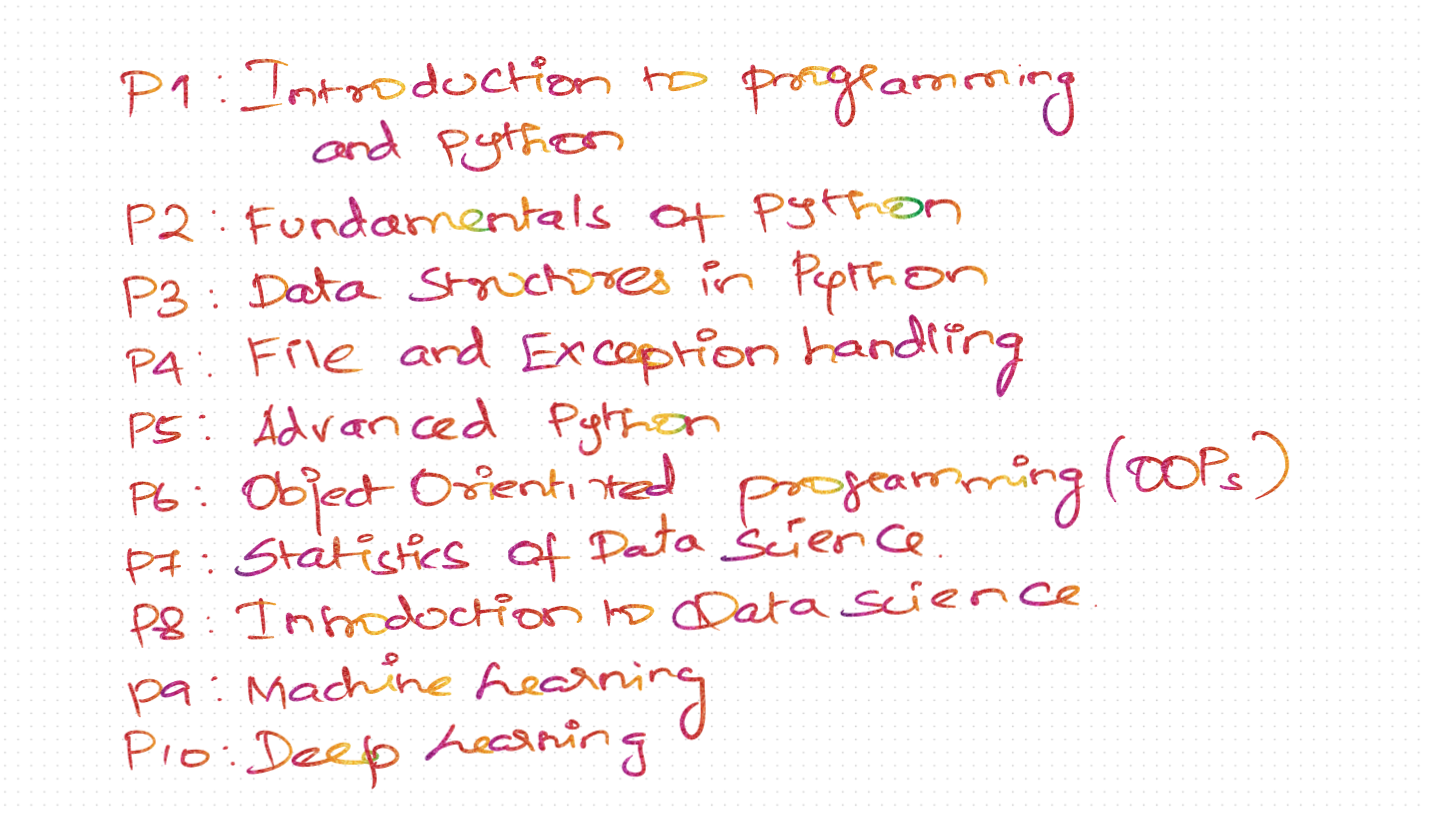 P1: Introduction to programming
and Python
P2: Fundamentals of Python
P3: Data Structures in Python
P4: File and Exception handling
P5: Advanced Python
P6: Object Orientited programming (OOPs)
P7: Statistics of Data Science.
P8: Introduction to Data science.
P9: Machine Learning
P10: Deep Learning